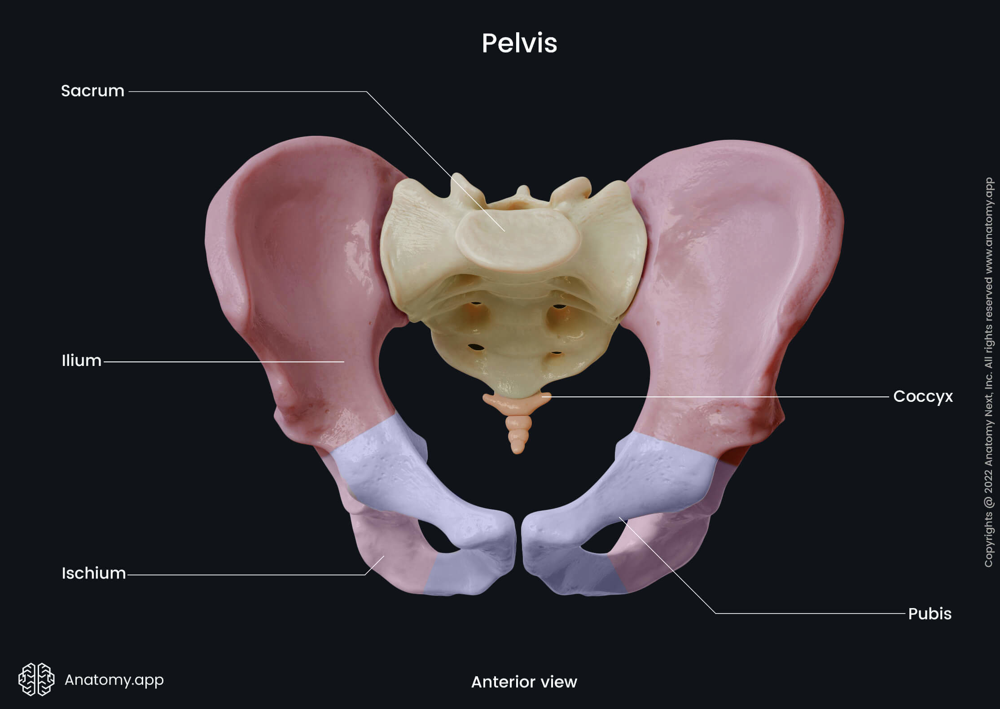 Pelvis
Sacrum
Ilium
Coccyx
Ischium
Pubis
Anatomy.app
Anterior view
Copyrights @ 2022 Anatomy Next, Inc. All rights reserved www.anatomy.app